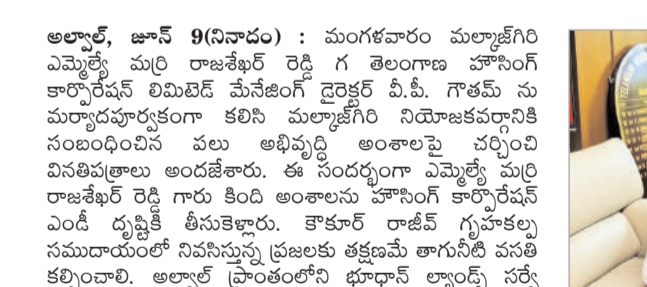 అల్వాల్, జూన్ 9(నినాదం) : మంగళవారం మల్కాజ్‌గిరి
ఎమ్మెల్యే మర్రి రాజశేఖర్ రెడ్డి గ తెలంగాణ హౌసింగ్
కార్పొరేషన్ లిమిటెడ్ మేనేజింగ్ డైరెక్టర్ వీ.పీ. గౌతమ్ ను
మర్యాదపూర్వకంగా కలిసి మల్కాజ్‌గిరి నియోజకవర్గానికి
సంబంధించిన పలు అభివృద్ధి అంశాలపై చర్చించి
వినతిపత్రాలు అందజేశారు. ఈ సందర్భంగా ఎమ్మెల్యే మర్రి
రాజశేఖర్ రెడ్డి గారు కింది అంశాలను హౌసింగ్ కార్పొరేషన్
ఎండీ దృష్టికి తీసుకెళ్లారు. కౌకూర్ రాజీవ్ గృహకల్ప
సముదాయంలో నివసిస్తున్న ప్రజలకు తక్షణమే తాగునీటి వసతి
కల్పించాలి. అల్వాల్ ప్రాంతంలోని భూధాన్ ల్యాండ్స్ సర్వే